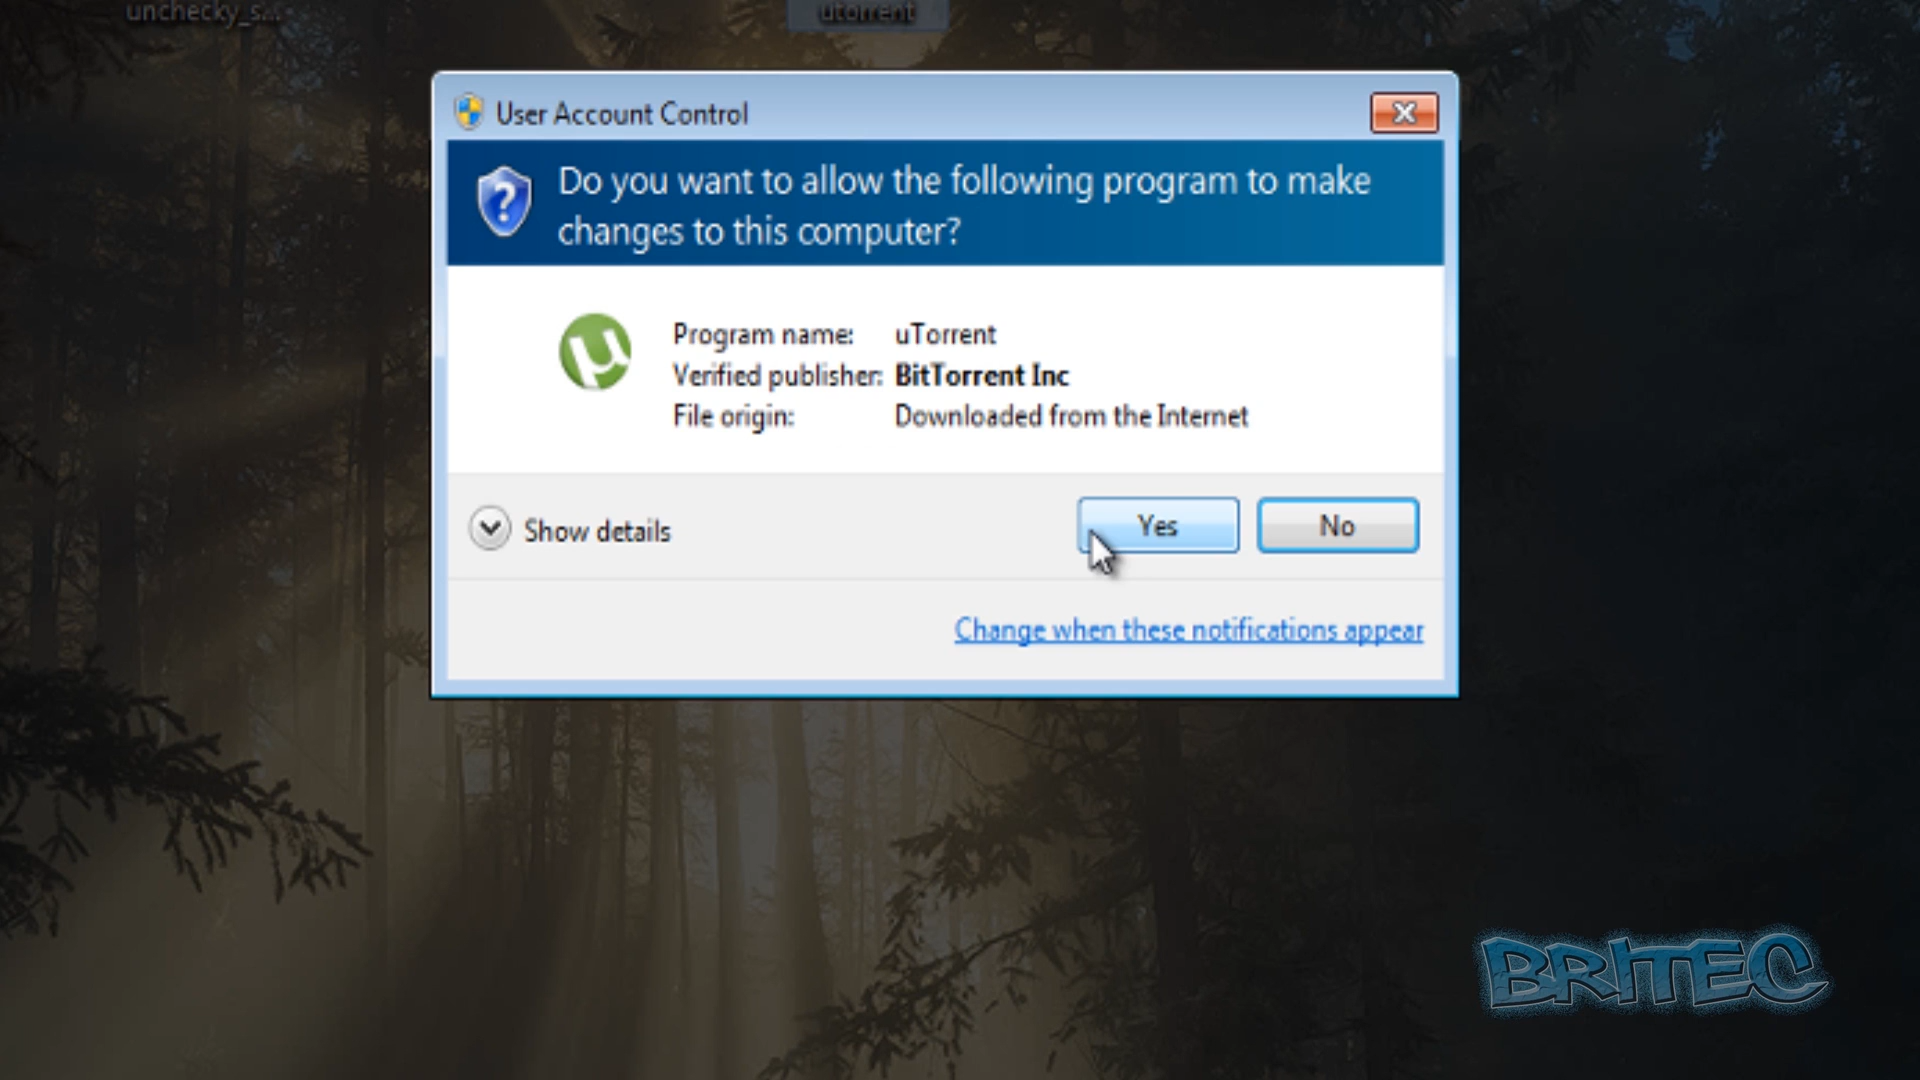 unchecky_s...
utorrent
User Account Control
Do you want to allow the following program to make
changes to this computer?
Program name: uTorrent
Verified publisher: BitTorrent Inc
File origin: Downloaded from the Internet
Show details
Yes
No
Change when these notifications appear
BRITEC